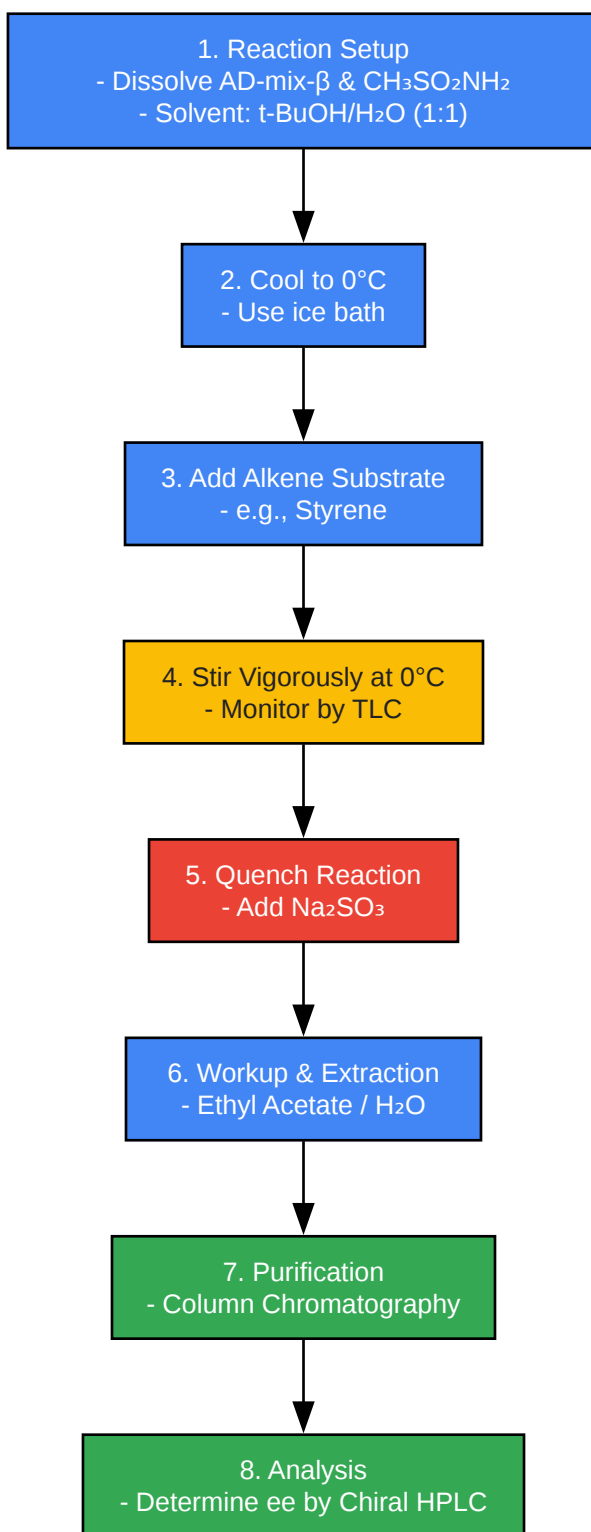 1. Reaction Setup
- Dissolve AD-mix-β & CH₃SO₂NH₂
- Solvent: t-BuOH/H₂O (1:1)
2. Cool to 0°C
- Use ice bath
3. Add Alkene Substrate
- e.g., Styrene
4. Stir Vigorously at 0°C
- Monitor by TLC
5. Quench Reaction
- Add Na₂SO₃
6. Workup & Extraction
- Ethyl Acetate / H₂O
7. Purification
- Column Chromatography
8. Analysis
- Determine ee by Chiral HPLC